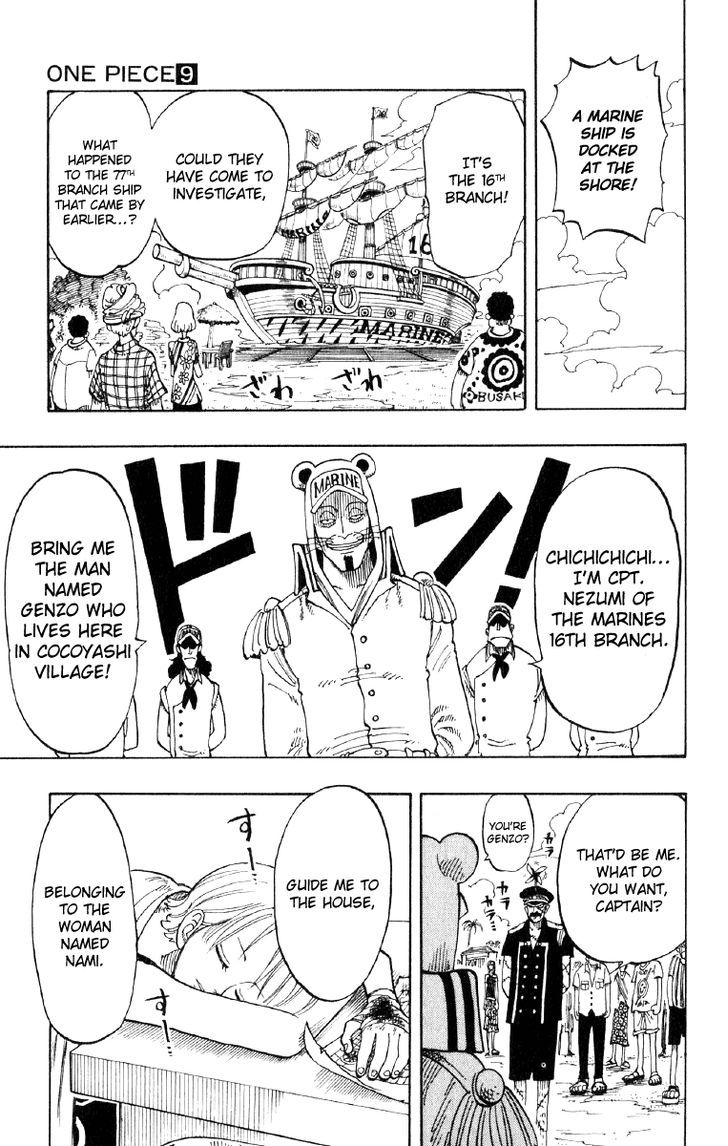 ONE PIECE 9
A MARINE
SHIP IS
DOCKED
AT THE
SHORE!
IT'S
THE 16TH
BRANCH!
COULD THEY
HAVE COME TO
INVESTIGATE,
WHAT
HAPPENED
TO THE 77TH
BRANCH SHIP
THAT CAME BY
EARLIER...?
MARINE
16
MARINE
BUSAKI
ざわ
ざわ
CHICHICHICHI...
I'M CPT.
NEZUMI OF
THE MARINES
16TH BRANCH.
MARINE
ドン!
BRING ME
THE MAN
NAMED
GENZO WHO
LIVES HERE
IN COCOYASHI
VILLAGE!
YOU'RE
GENZO?
THAT'D BE ME.
WHAT DO
YOU WANT,
CAPTAIN?
カラ
カラ
GUIDE ME TO
THE HOUSE,
BELONGING
TO THE
WOMAN
NAMED
NAMI.
すー
すー